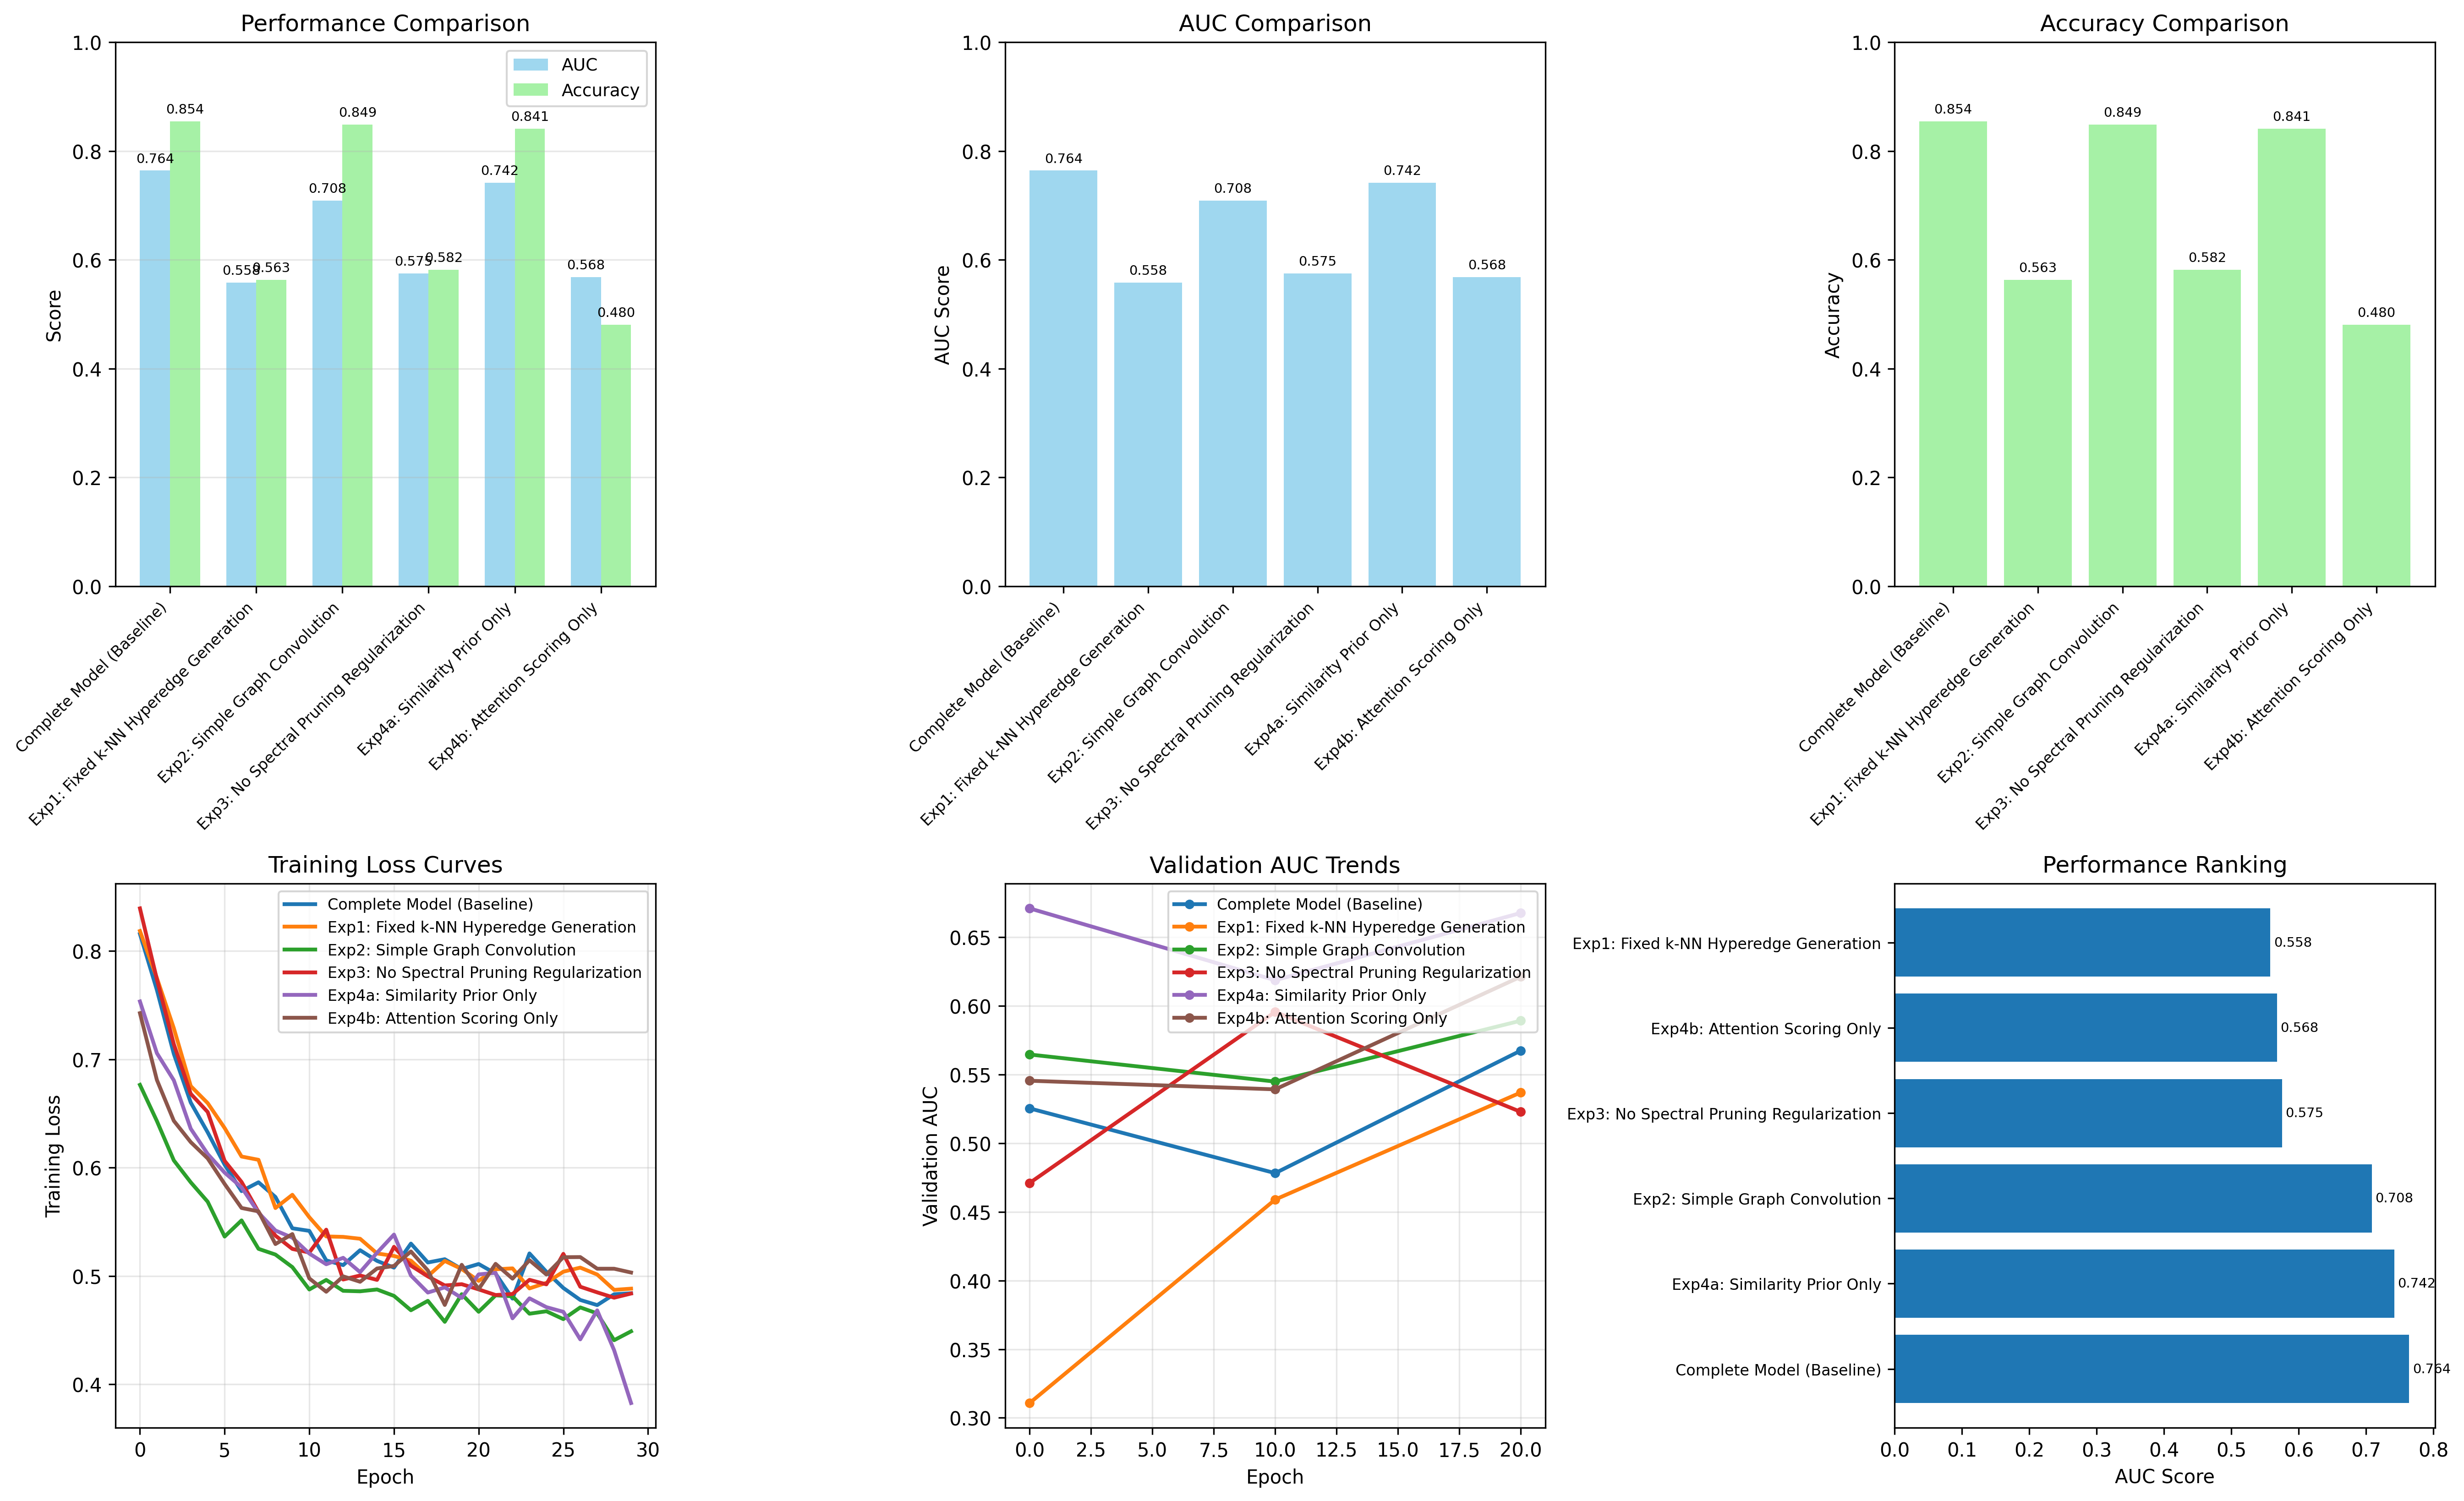 Performance Comparison
AUC
Accuracy
Score
1.0
0.8
0.6
0.4
0.2
0.0
0.764
0.854
0.558
0.563
0.708
0.849
0.575
0.582
0.742
0.841
0.568
0.480
Complete Model (Baseline)
Exp1: Fixed k-NN Hyperedge Generation
Exp2: Simple Graph Convolution
Exp3: No Spectral Pruning Regularization
Exp4a: Similarity Prior Only
Exp4b: Attention Scoring Only
AUC Comparison
AUC Score
1.0
0.8
0.6
0.4
0.2
0.0
0.764
0.558
0.708
0.575
0.742
0.568
Complete Model (Baseline)
Exp1: Fixed k-NN Hyperedge Generation
Exp2: Simple Graph Convolution
Exp3: No Spectral Pruning Regularization
Exp4a: Similarity Prior Only
Exp4b: Attention Scoring Only
Accuracy Comparison
Accuracy
1.0
0.8
0.6
0.4
0.2
0.0
0.854
0.563
0.849
0.582
0.841
0.480
Complete Model (Baseline)
Exp1: Fixed k-NN Hyperedge Generation
Exp2: Simple Graph Convolution
Exp3: No Spectral Pruning Regularization
Exp4a: Similarity Prior Only
Exp4b: Attention Scoring Only
Training Loss Curves
Complete Model (Baseline)
Exp1: Fixed k-NN Hyperedge Generation
Exp2: Simple Graph Convolution
Exp3: No Spectral Pruning Regularization
Exp4a: Similarity Prior Only
Exp4b: Attention Scoring Only
Training Loss
0.8
0.7
0.6
0.5
0.4
0 5 10 15 20 25 30
Epoch
Validation AUC Trends
Complete Model (Baseline)
Exp1: Fixed k-NN Hyperedge Generation
Exp2: Simple Graph Convolution
Exp3: No Spectral Pruning Regularization
Exp4a: Similarity Prior Only
Exp4b: Attention Scoring Only
Validation AUC
0.65
0.60
0.55
0.50
0.45
0.40
0.35
0.30
0.0 2.5 5.0 7.5 10.0 12.5 15.0 17.5 20.0
Epoch
Performance Ranking
Exp1: Fixed k-NN Hyperedge Generation 0.558
Exp4b: Attention Scoring Only 0.568
Exp3: No Spectral Pruning Regularization 0.575
Exp2: Simple Graph Convolution 0.708
Exp4a: Similarity Prior Only 0.742
Complete Model (Baseline) 0.764
0.0 0.1 0.2 0.3 0.4 0.5 0.6 0.7 0.8
AUC Score